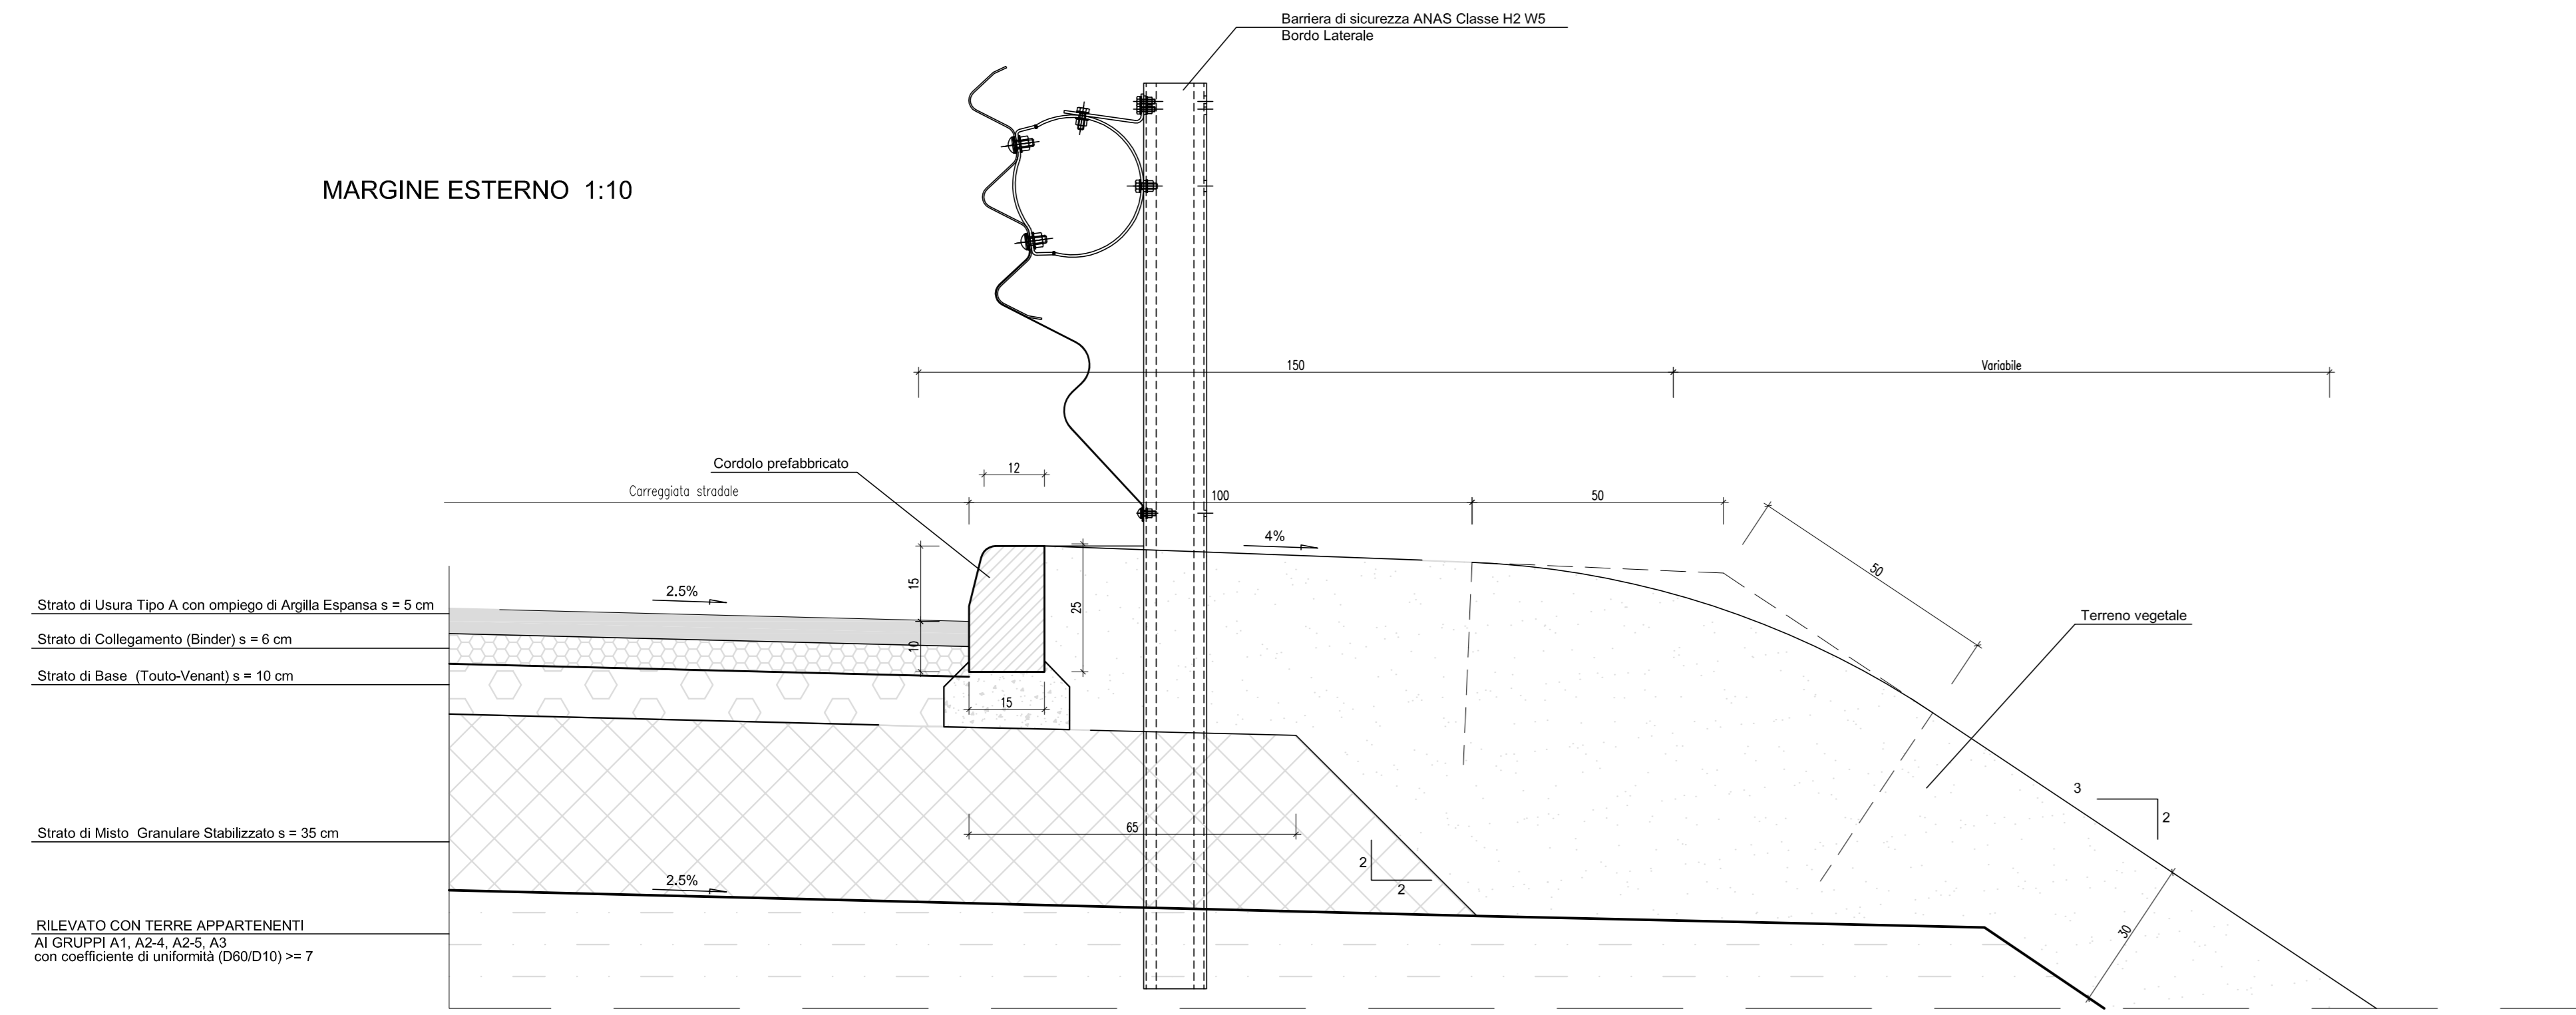 Barriera di sicurezza ANAS Classe H2 W5
Bordo Laterale
MARGINE ESTERNO 1:10
150
Variabile
Cordolo prefabbricato
12
Carreggiata stradale
100
50
4%
50
15
2.5%
25
Strato di Usura Tipo A con ompiego di Argilla Espansa s = 5 cm
Terreno vegetale
Strato di Collegamento (Binder) s = 6 cm
10
Strato di Base (Touto-Venant) s = 10 cm
15
3
2
65
Strato di Misto Granulare Stabilizzato s = 35 cm
2
2
2.5%
RILEVATO CON TERRE APPARTENENTI
AI GRUPPI A1, A2-4, A2-5, A3
con coefficiente di uniformità (D60/D10) >= 7
30